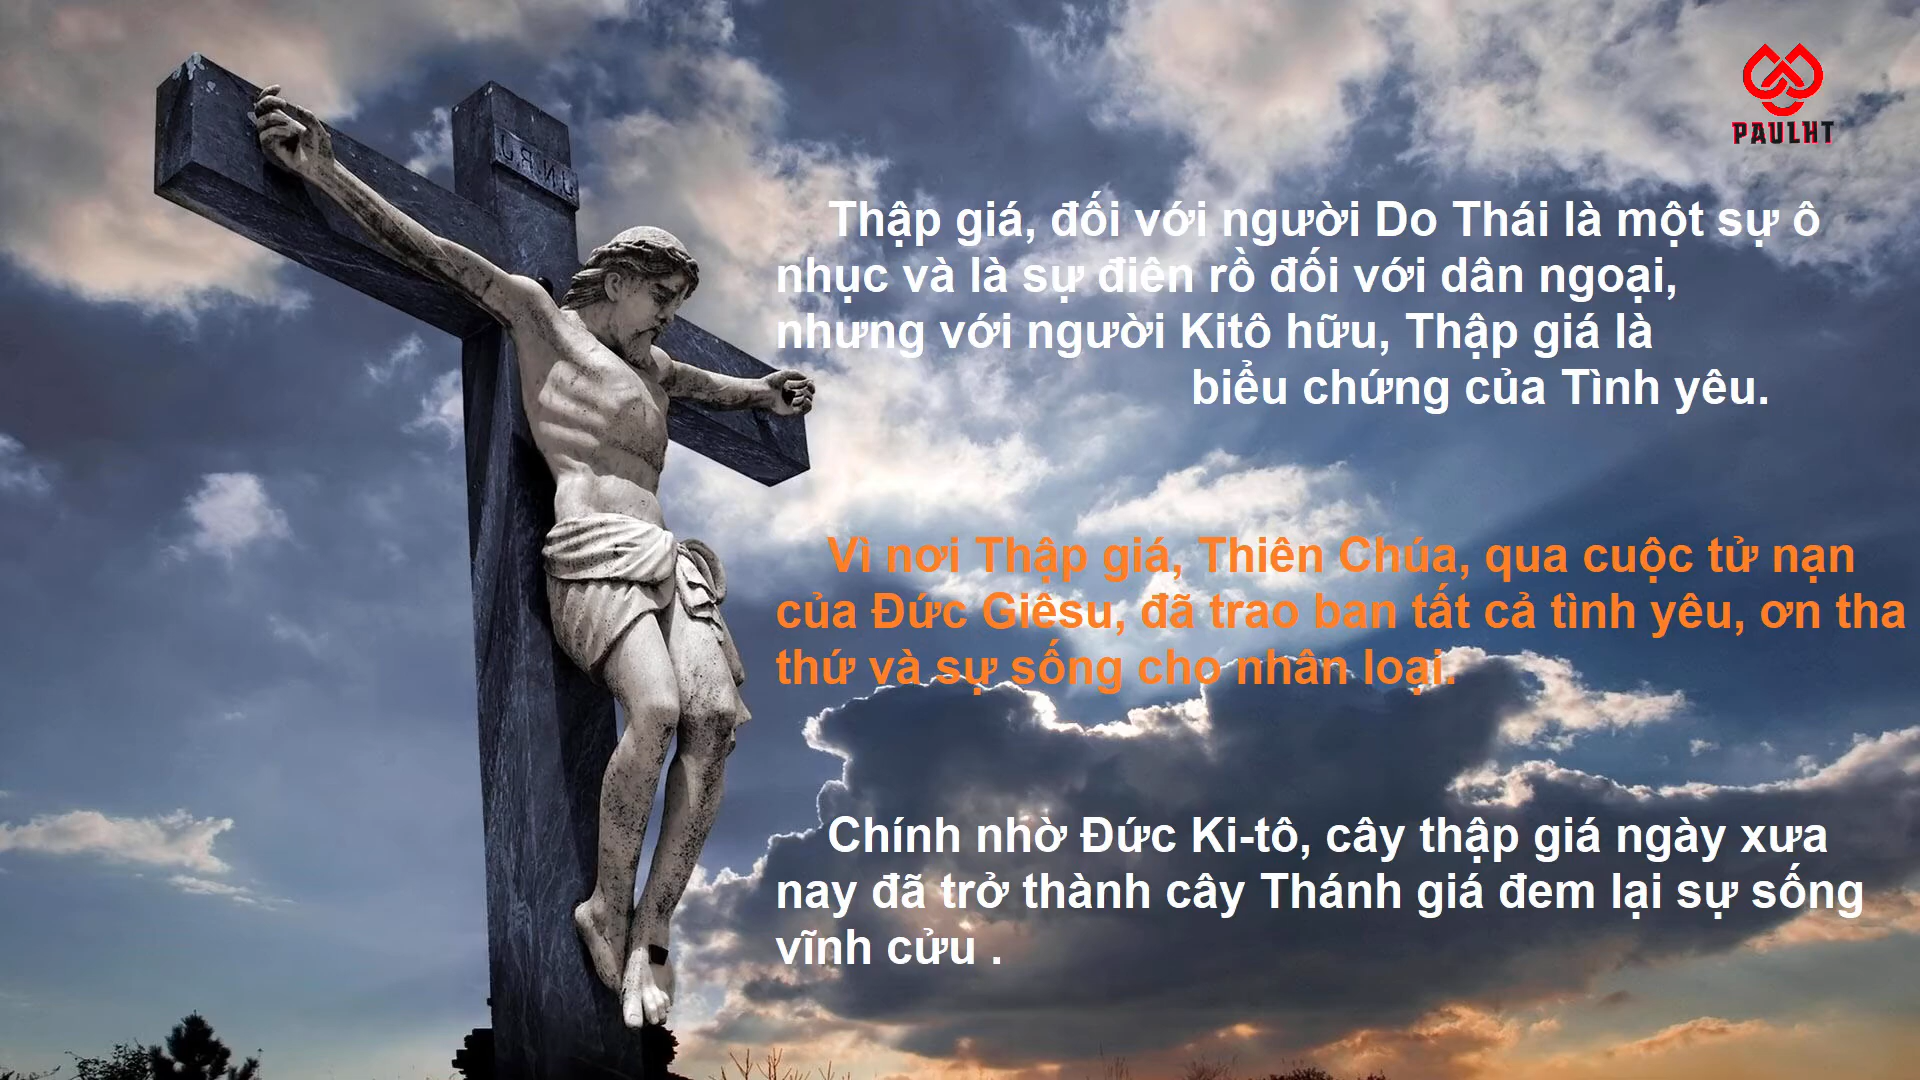 PAULHT
Thập giá, đối với người Do Thái là một sự ô
nhục và là sự điên rồ đối với dân ngoại,
nhưng với người Kitô hữu, Thập giá là
biểu chứng của Tình yêu.
Vì nơi Thập giá, Thiên Chúa, qua cuộc tử nạn
của Đức Giêsu, đã trao ban tất cả tình yêu, ơn tha
thứ và sự sống cho nhân loại.
Chính nhờ Đức Ki-tô, cây thập giá ngày xưa
nay đã trở thành cây Thánh giá đem lại sự sống
vĩnh cửu .